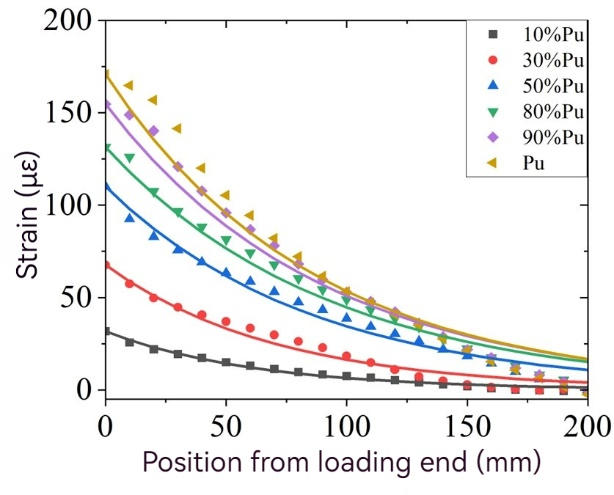 200
150
100
50
0
Strain (με)
10%Pu
30%Pu
50%Pu
80%Pu
90%Pu
Pu
0 50 100 150 200
Position from loading end (mm)